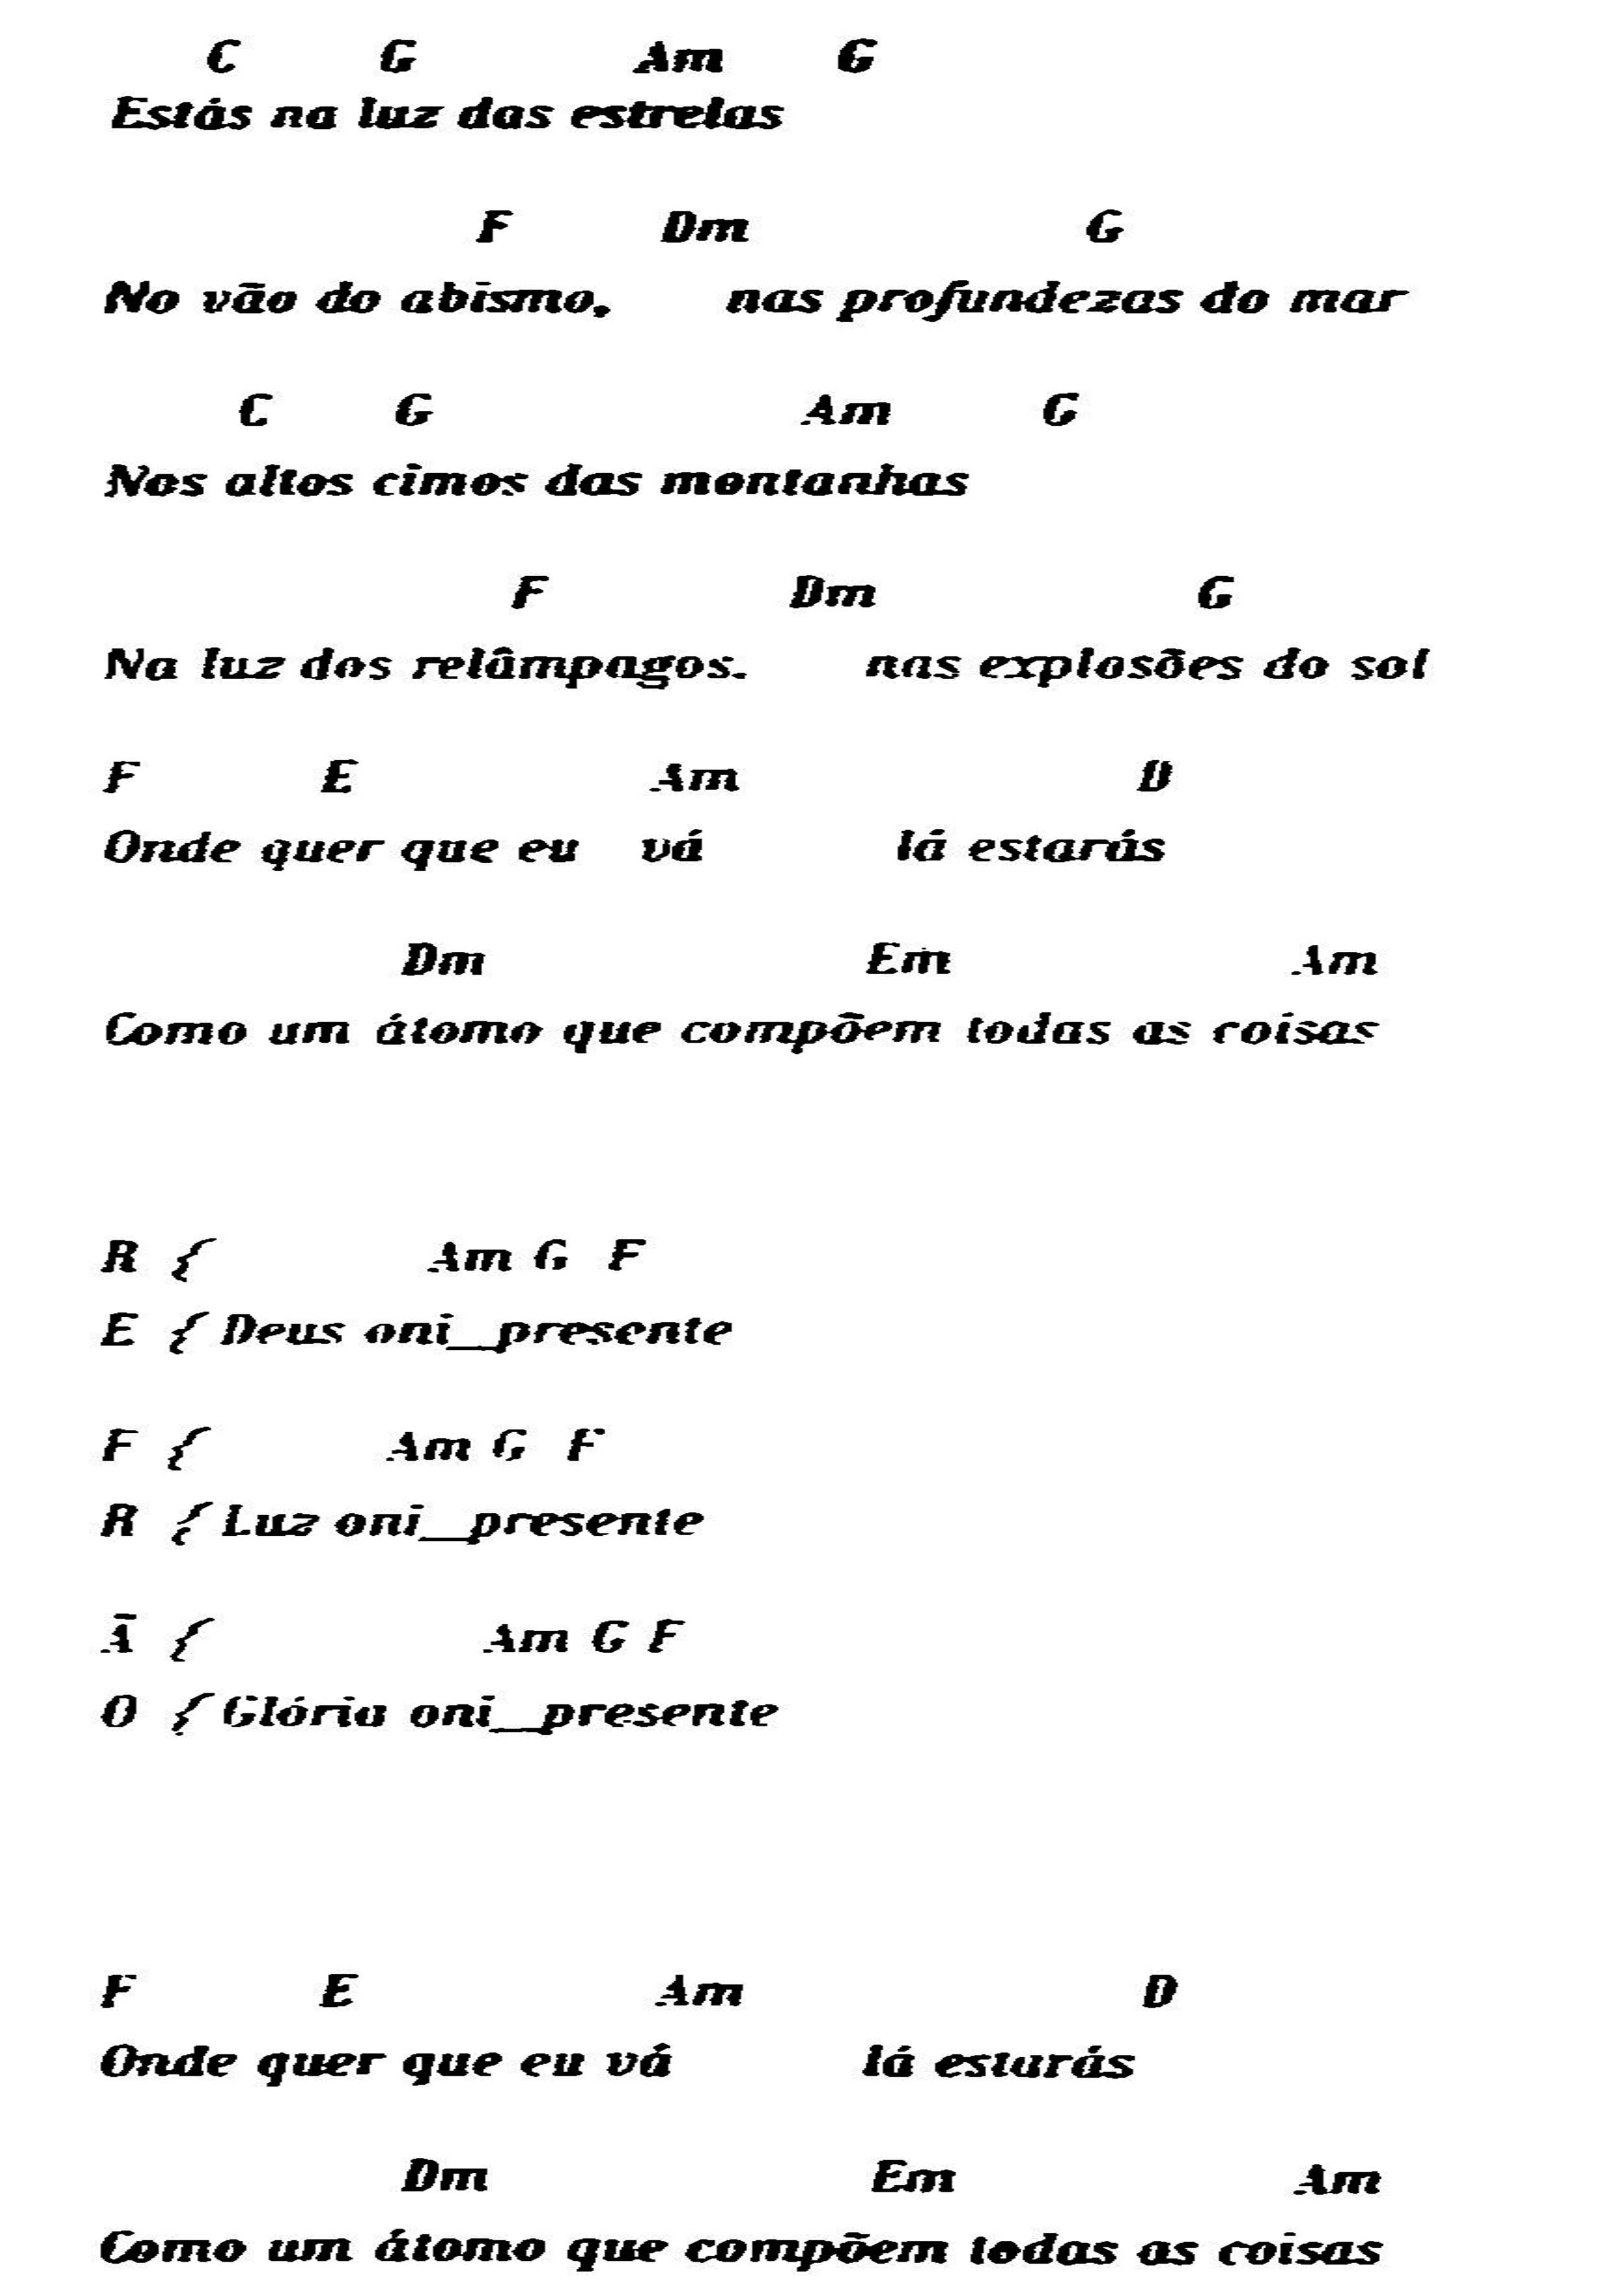 C G Am G
Estás na luz das estrelas
F Dm G
No vão do abismo, nas profundezas do mar
C G Am G
Nos altos cimos das montanhas
F Dm G
Na luz dos relâmpagos. nas explosões do sol
F E Am D
Onde quer que eu vá lá estarás
Dm Em Am
Como um átomo que compõem todas as coisas
R { Am G F
E { Deus oni__presente
F { Am G F
R { Luz oni__presente
Ã { Am G F
O { Glória oni__presente
F E Am D
Onde quer que eu vá lá estarás
Dm Em Am
Como um átomo que compõem todas as coisas